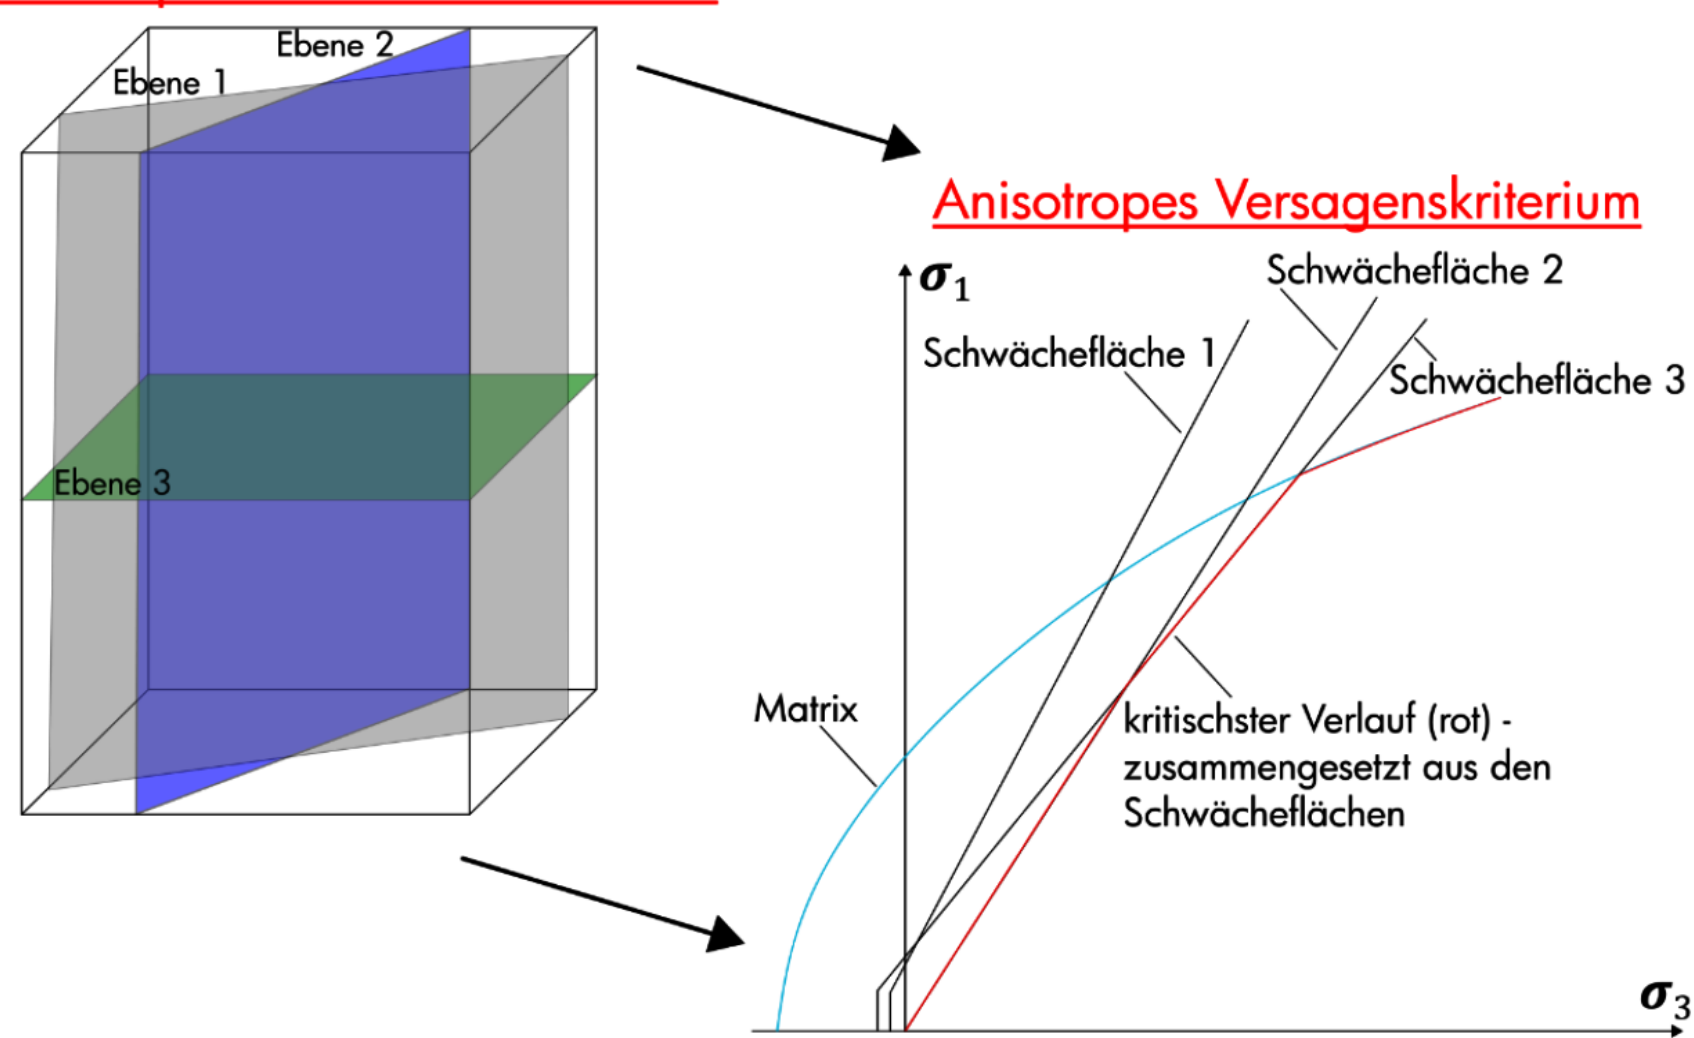 Ebene 2
Ebene 1
Ebene 3
Anisotropes Versagenskriterium
σ₁
Schwächefläche 2
Schwächefläche 1
Schwächefläche 3
Matrix
kritischster Verlauf (rot) -
zusammengesetzt aus den
Schwächeflächen
σ₃